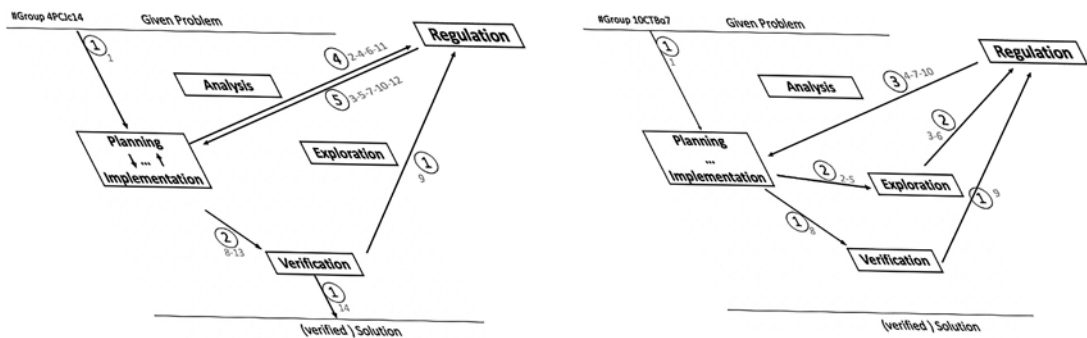 #Group 4PCJc14
Given Problem
1
1
Regulation
4 2-4-6-11
Analysis
5 3-5-7-10-12
Planning
↓ ... ↑
Implementation
Exploration
1
9
2
8-13
Verification
1
14
(verified ) Solution
#Group 10CTBα7
Given Problem
1
1
Regulation
3 4-7-10
Analysis
2
3-6
Planning
...
Implementation
2 2-5
Exploration
1 9
1 8
Verification
(verified ) Solution